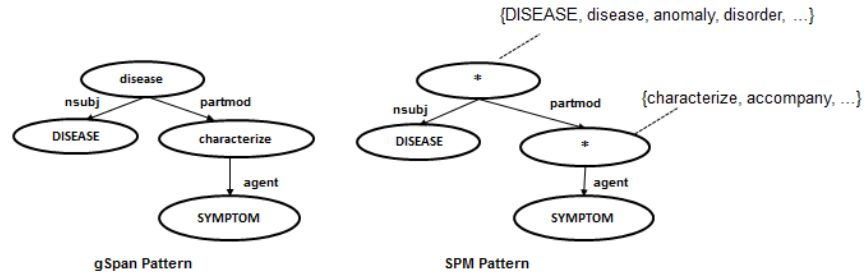 {DISEASE, disease, anomaly, disorder, ...}
disease
*
{characterize, accompany, ...}
nsubj
partmod
nsubj
partmod
DISEASE
characterize
DISEASE
*
agent
agent
SYMPTOM
SYMPTOM
gSpan Pattern
SPM Pattern